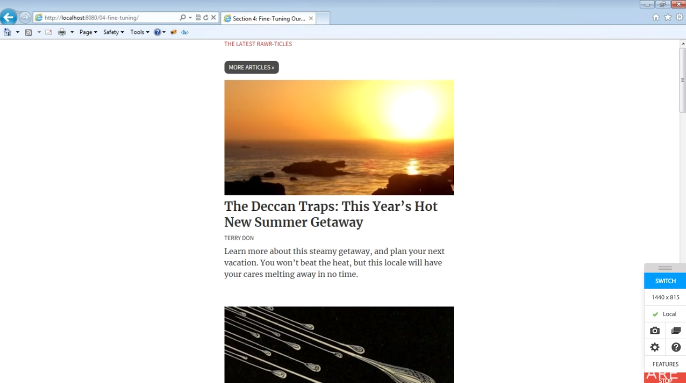 http://localhost:8080/04-fine-tuning/
Section 4: Fine-Tuning Our...
Page
Safety
Tools
THE LATEST RAWR-TICLES
MORE ARTICLES »
The Deccan Traps: This Year’s Hot
New Summer Getaway
TERRY DON
Learn more about this steamy getaway, and plan your next
vacation. You won’t beat the heat, but this locale will have
your cares melting away in no time.
SWITCH
1440 x 815
Local
FEATURES
STOP